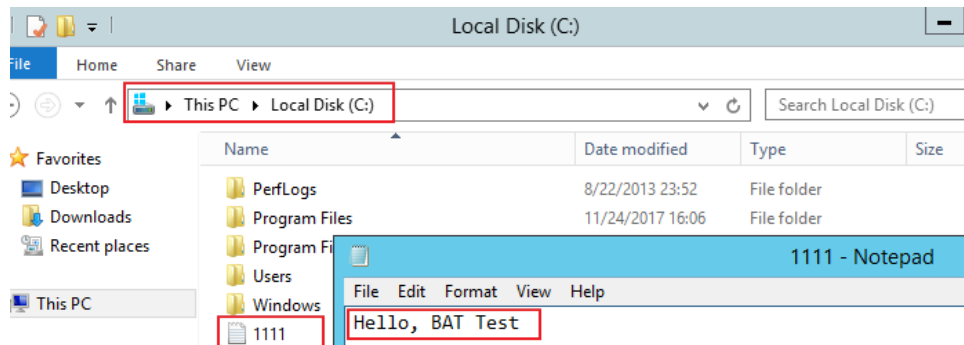 Local Disk (C:)
File Home Share View
This PC Local Disk (C:) Search Local Disk (C:)
Name Date modified Type Size
Favorites
Desktop PerfLogs 8/22/2013 23:52 File folder
Downloads Program Files 11/24/2017 16:06 File folder
Recent places Program Fi 1111 - Notepad
Users
File Edit Format View Help
This PC Windows
Hello, BAT Test
1111